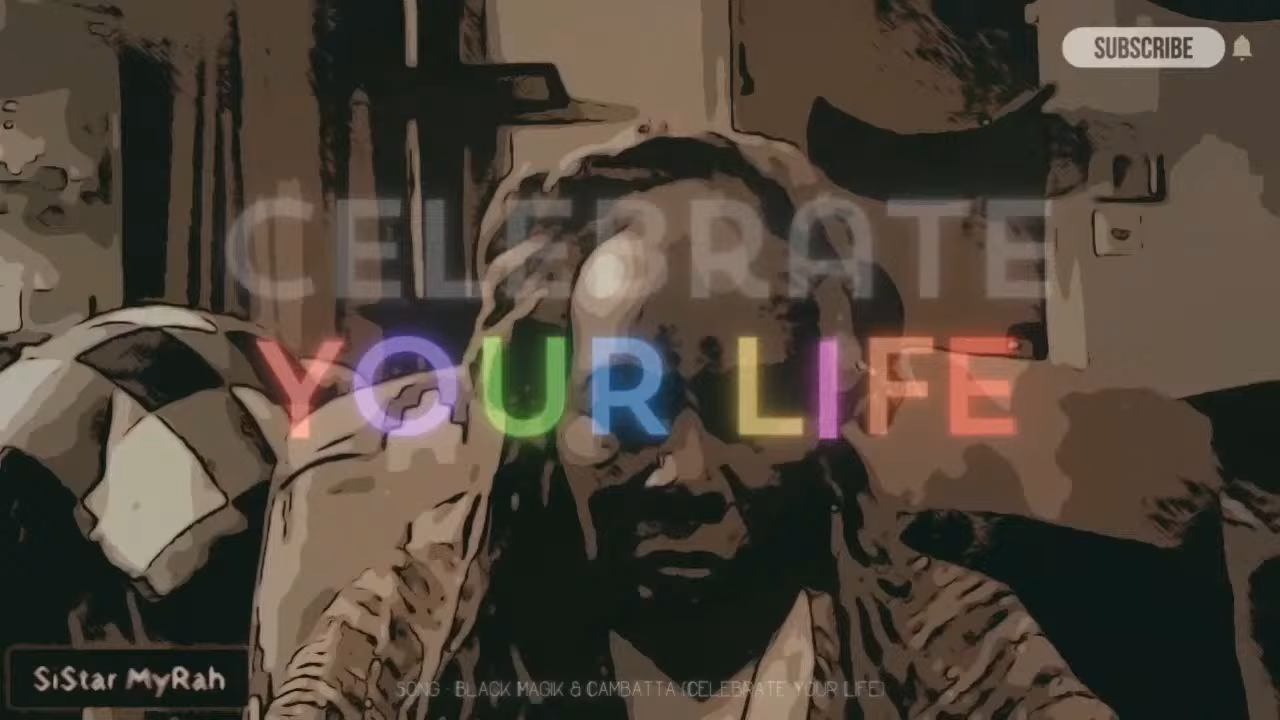 SUBSCRIBE
CELEBRATE
YOUR LIFE
SiStar MyRah
SONG - BLACK MAGIK & CAMBATTA (CELEBRATE YOUR LIFE)